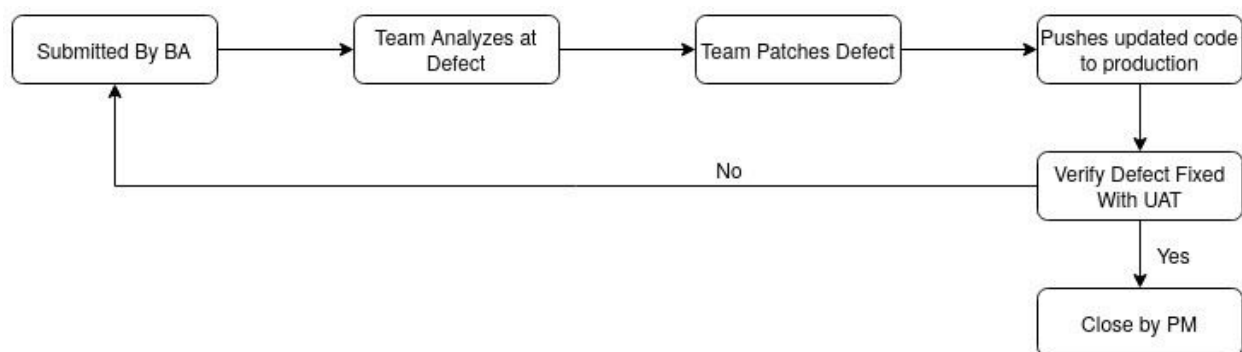 Submitted By BA
Team Analyzes at
Defect
Team Patches Defect
Pushes updated code
to production
No
Verify Defect Fixed
With UAT
Yes
Close by PM